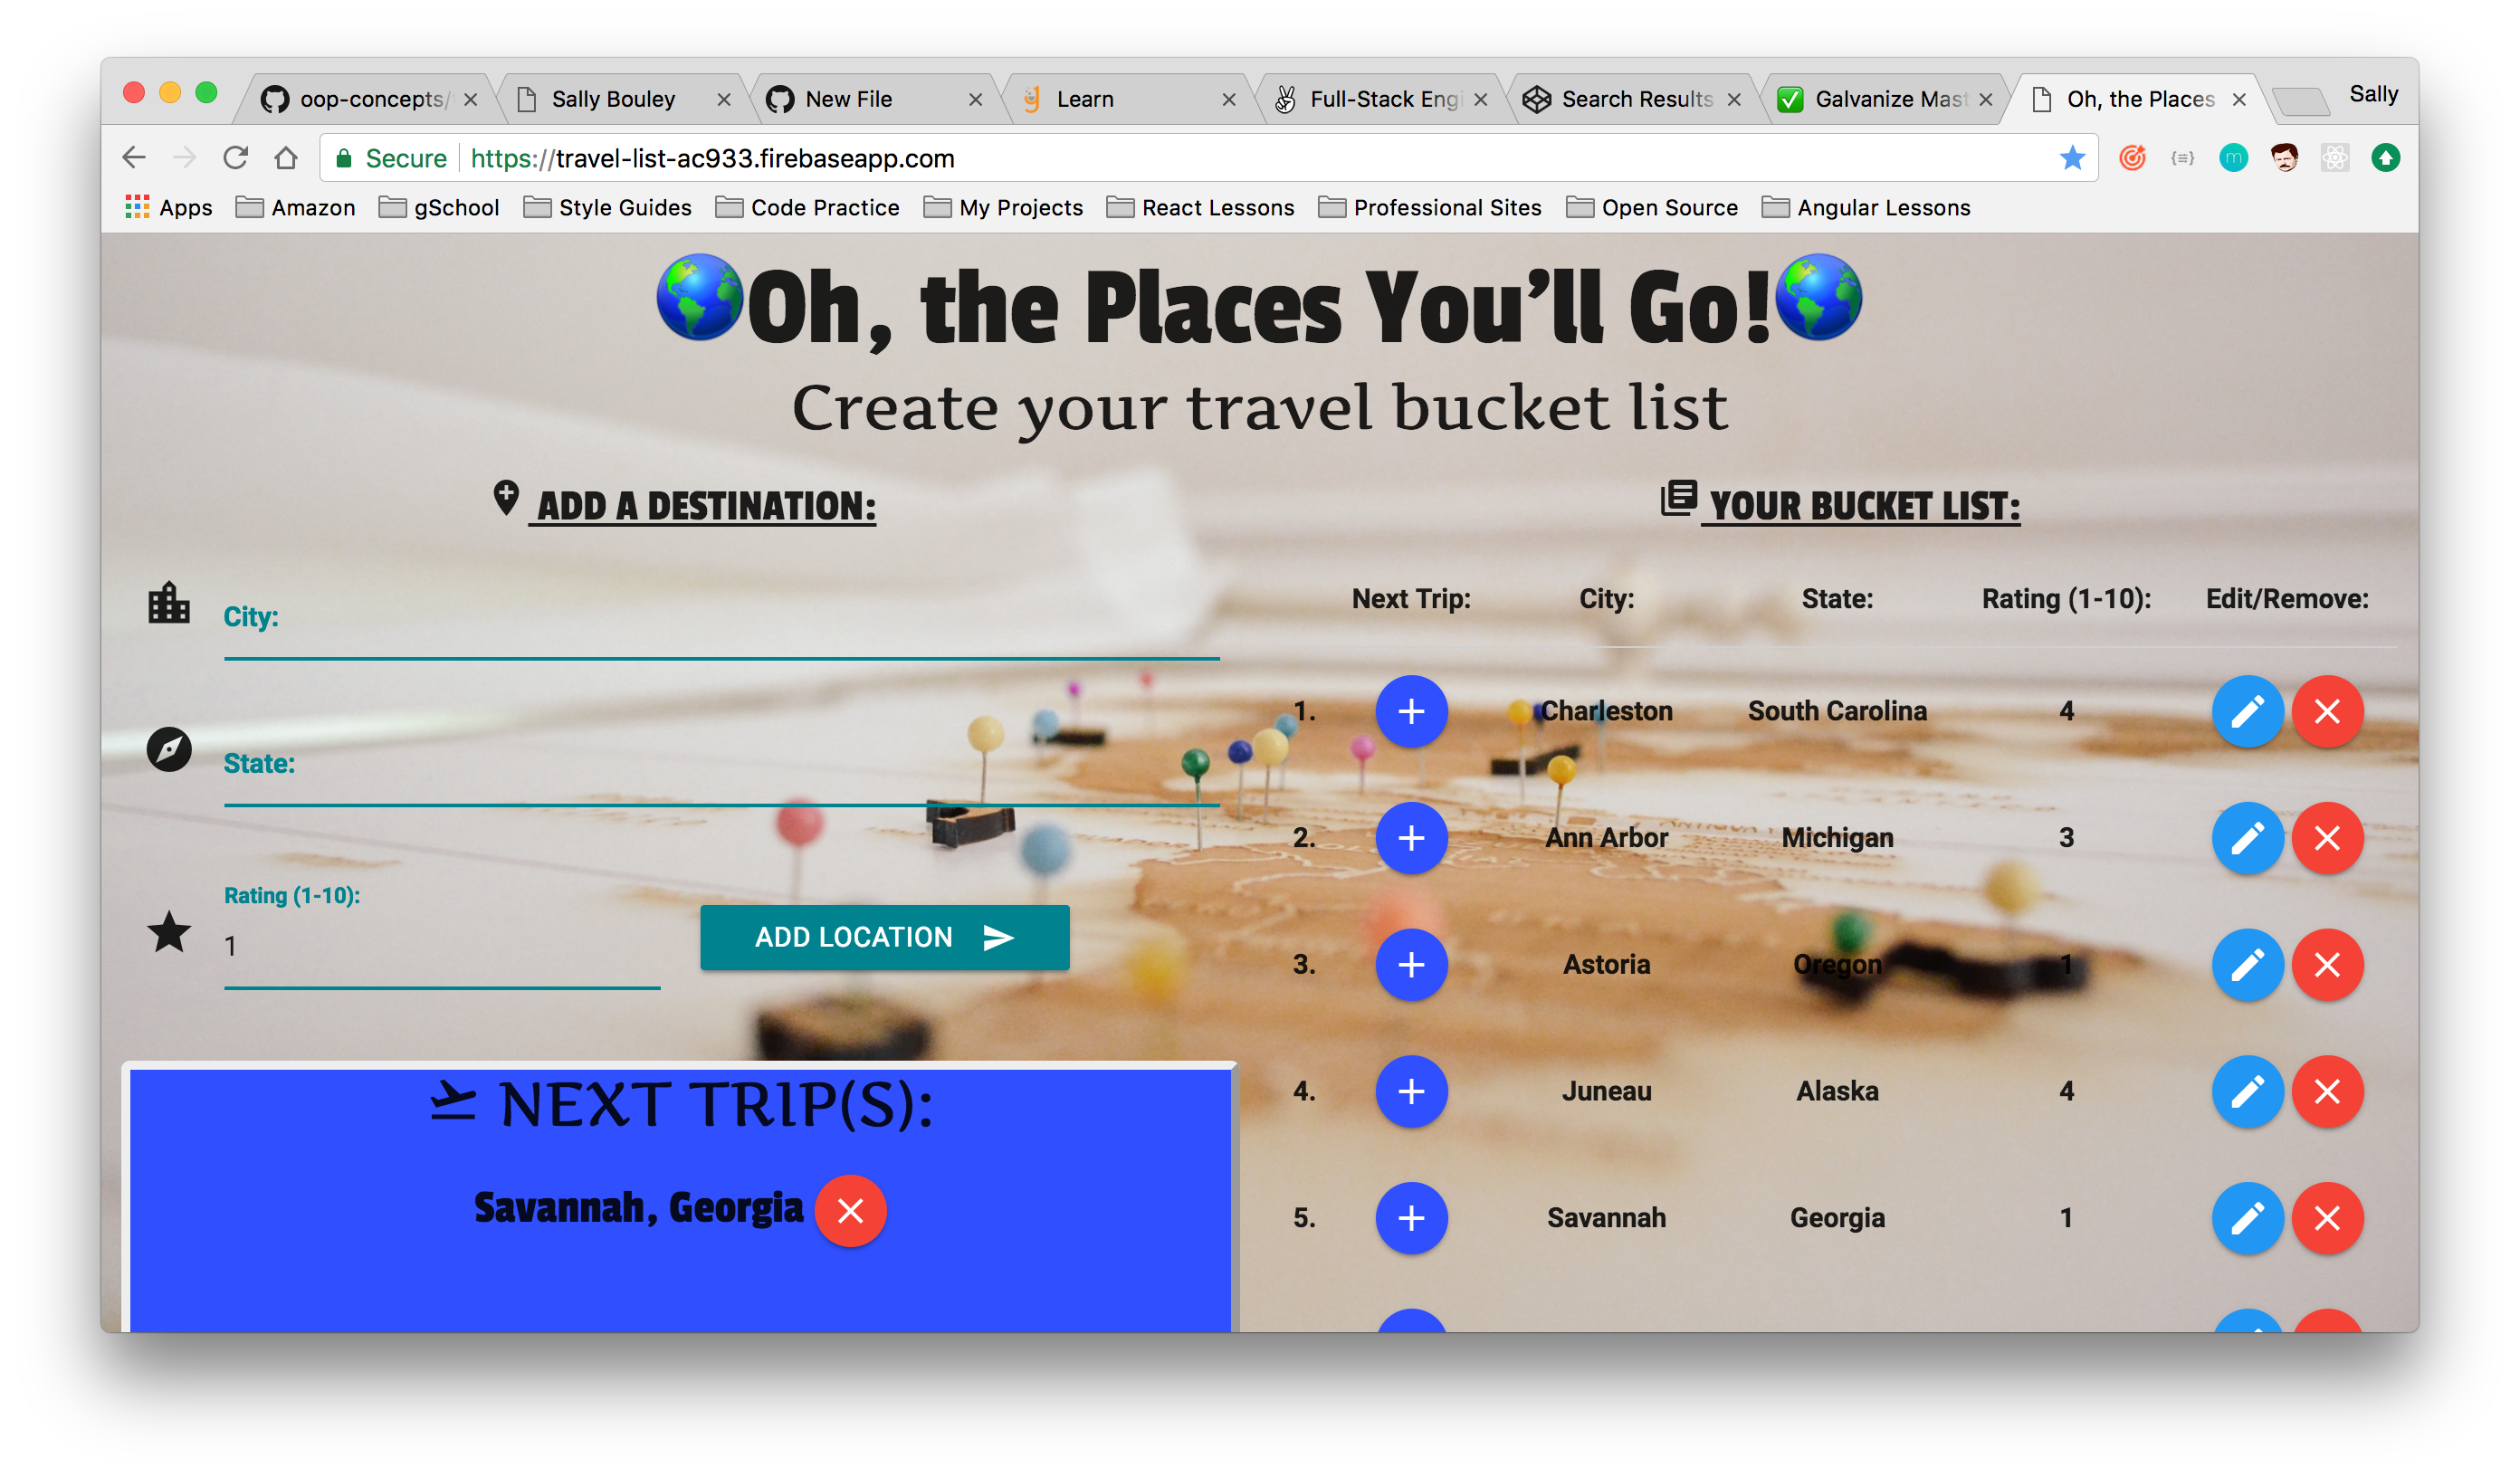 oop-concepts/
Sally Bouley
New File
Learn
Full-Stack Engi
Search Results
Galvanize Mast
Oh, the Places
Sally
Secure
https://travel-list-ac933.firebaseapp.com
Apps
Amazon
gSchool
Style Guides
Code Practice
My Projects
React Lessons
Professional Sites
Open Source
Angular Lessons
Oh, the Places You'll Go!
Create your travel bucket list
ADD A DESTINATION:
City:
State:
Rating (1-10):
1
ADD LOCATION
NEXT TRIP(S):
Savannah, Georgia
YOUR BUCKET LIST:
Next Trip: City: State: Rating (1-10): Edit/Remove:
1. Charleston South Carolina 4
2. Ann Arbor Michigan 3
3. Astoria Oregon 1
4. Juneau Alaska 4
5. Savannah Georgia 1